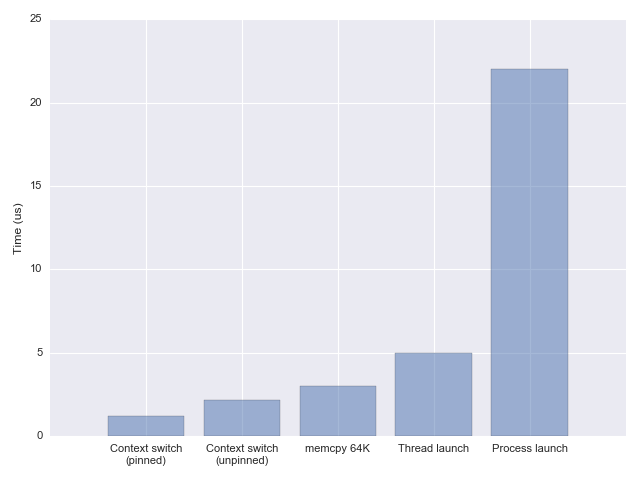 25
20
15
10
5
0
Time (us)
Context switch
(pinned)
Context switch
(unpinned)
memcpy 64K
Thread launch
Process launch